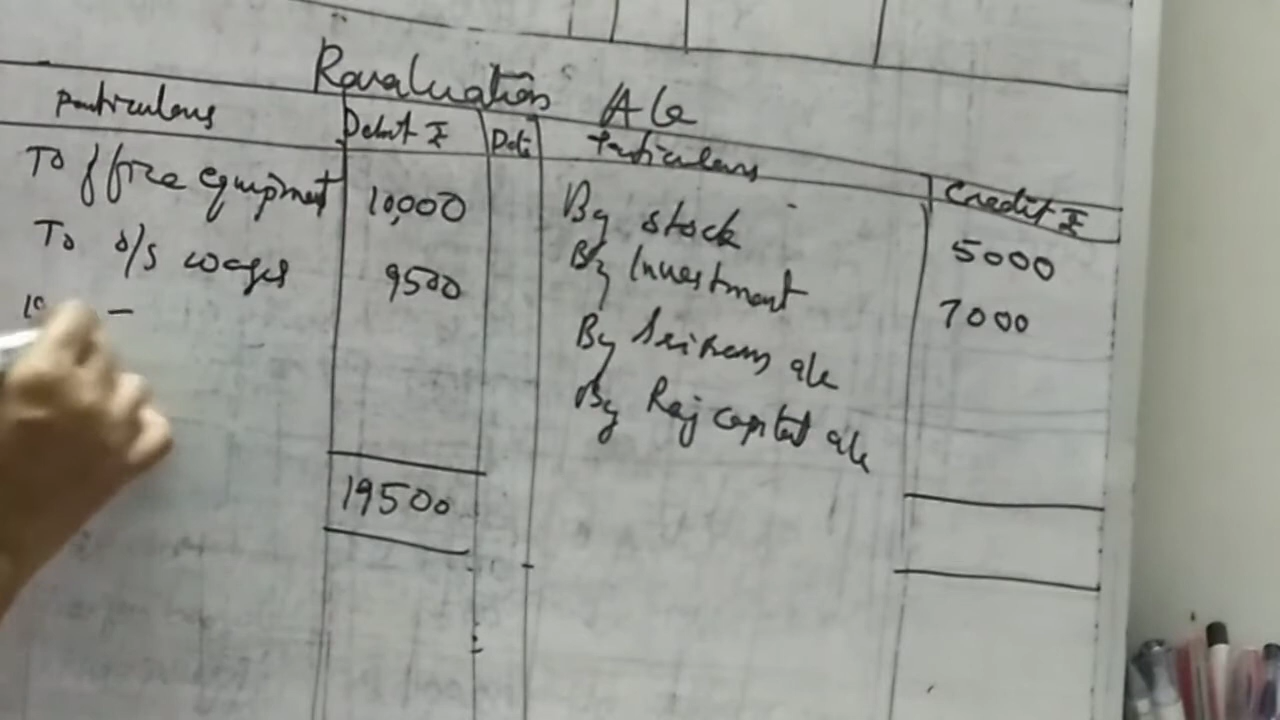 Revaluation A/c
Particulars Debit ₹ Date Particulars Credit ₹
To office equipment 10,000 By stock 5000
To o/s wages 9500 By Investment 7000
By Sriram a/c
By Raj capital a/c
19500